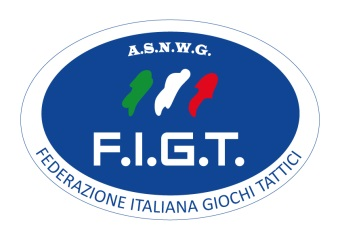 A.S.N.W.G.
F.I.G.T.
FEDERAZIONE ITALIANA GIOCHI TATTICI